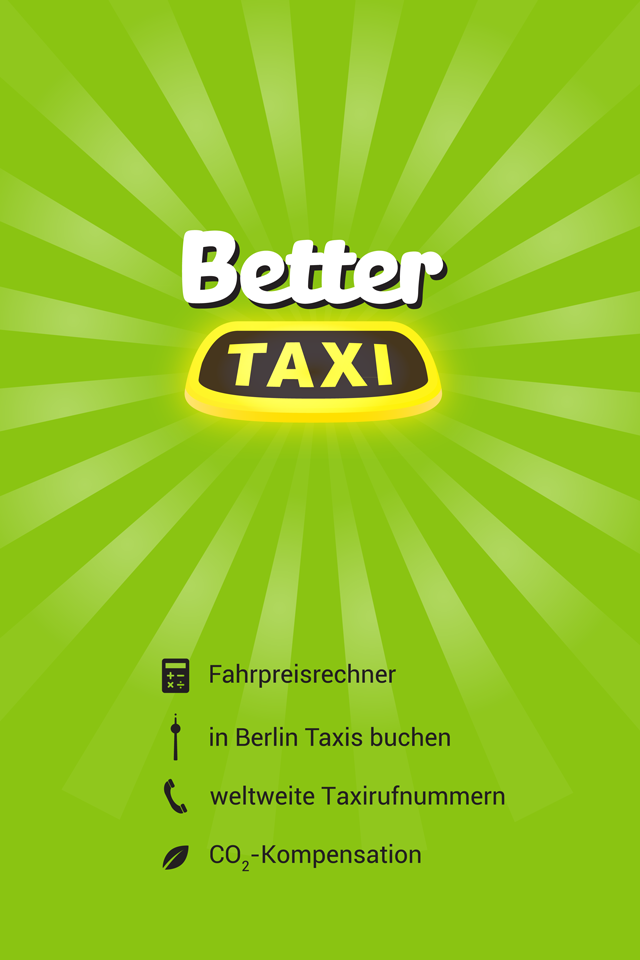 Better
TAXI
Fahrpreisrechner
in Berlin Taxis buchen
weltweite Taxirufnummern
CO₂-Kompensation